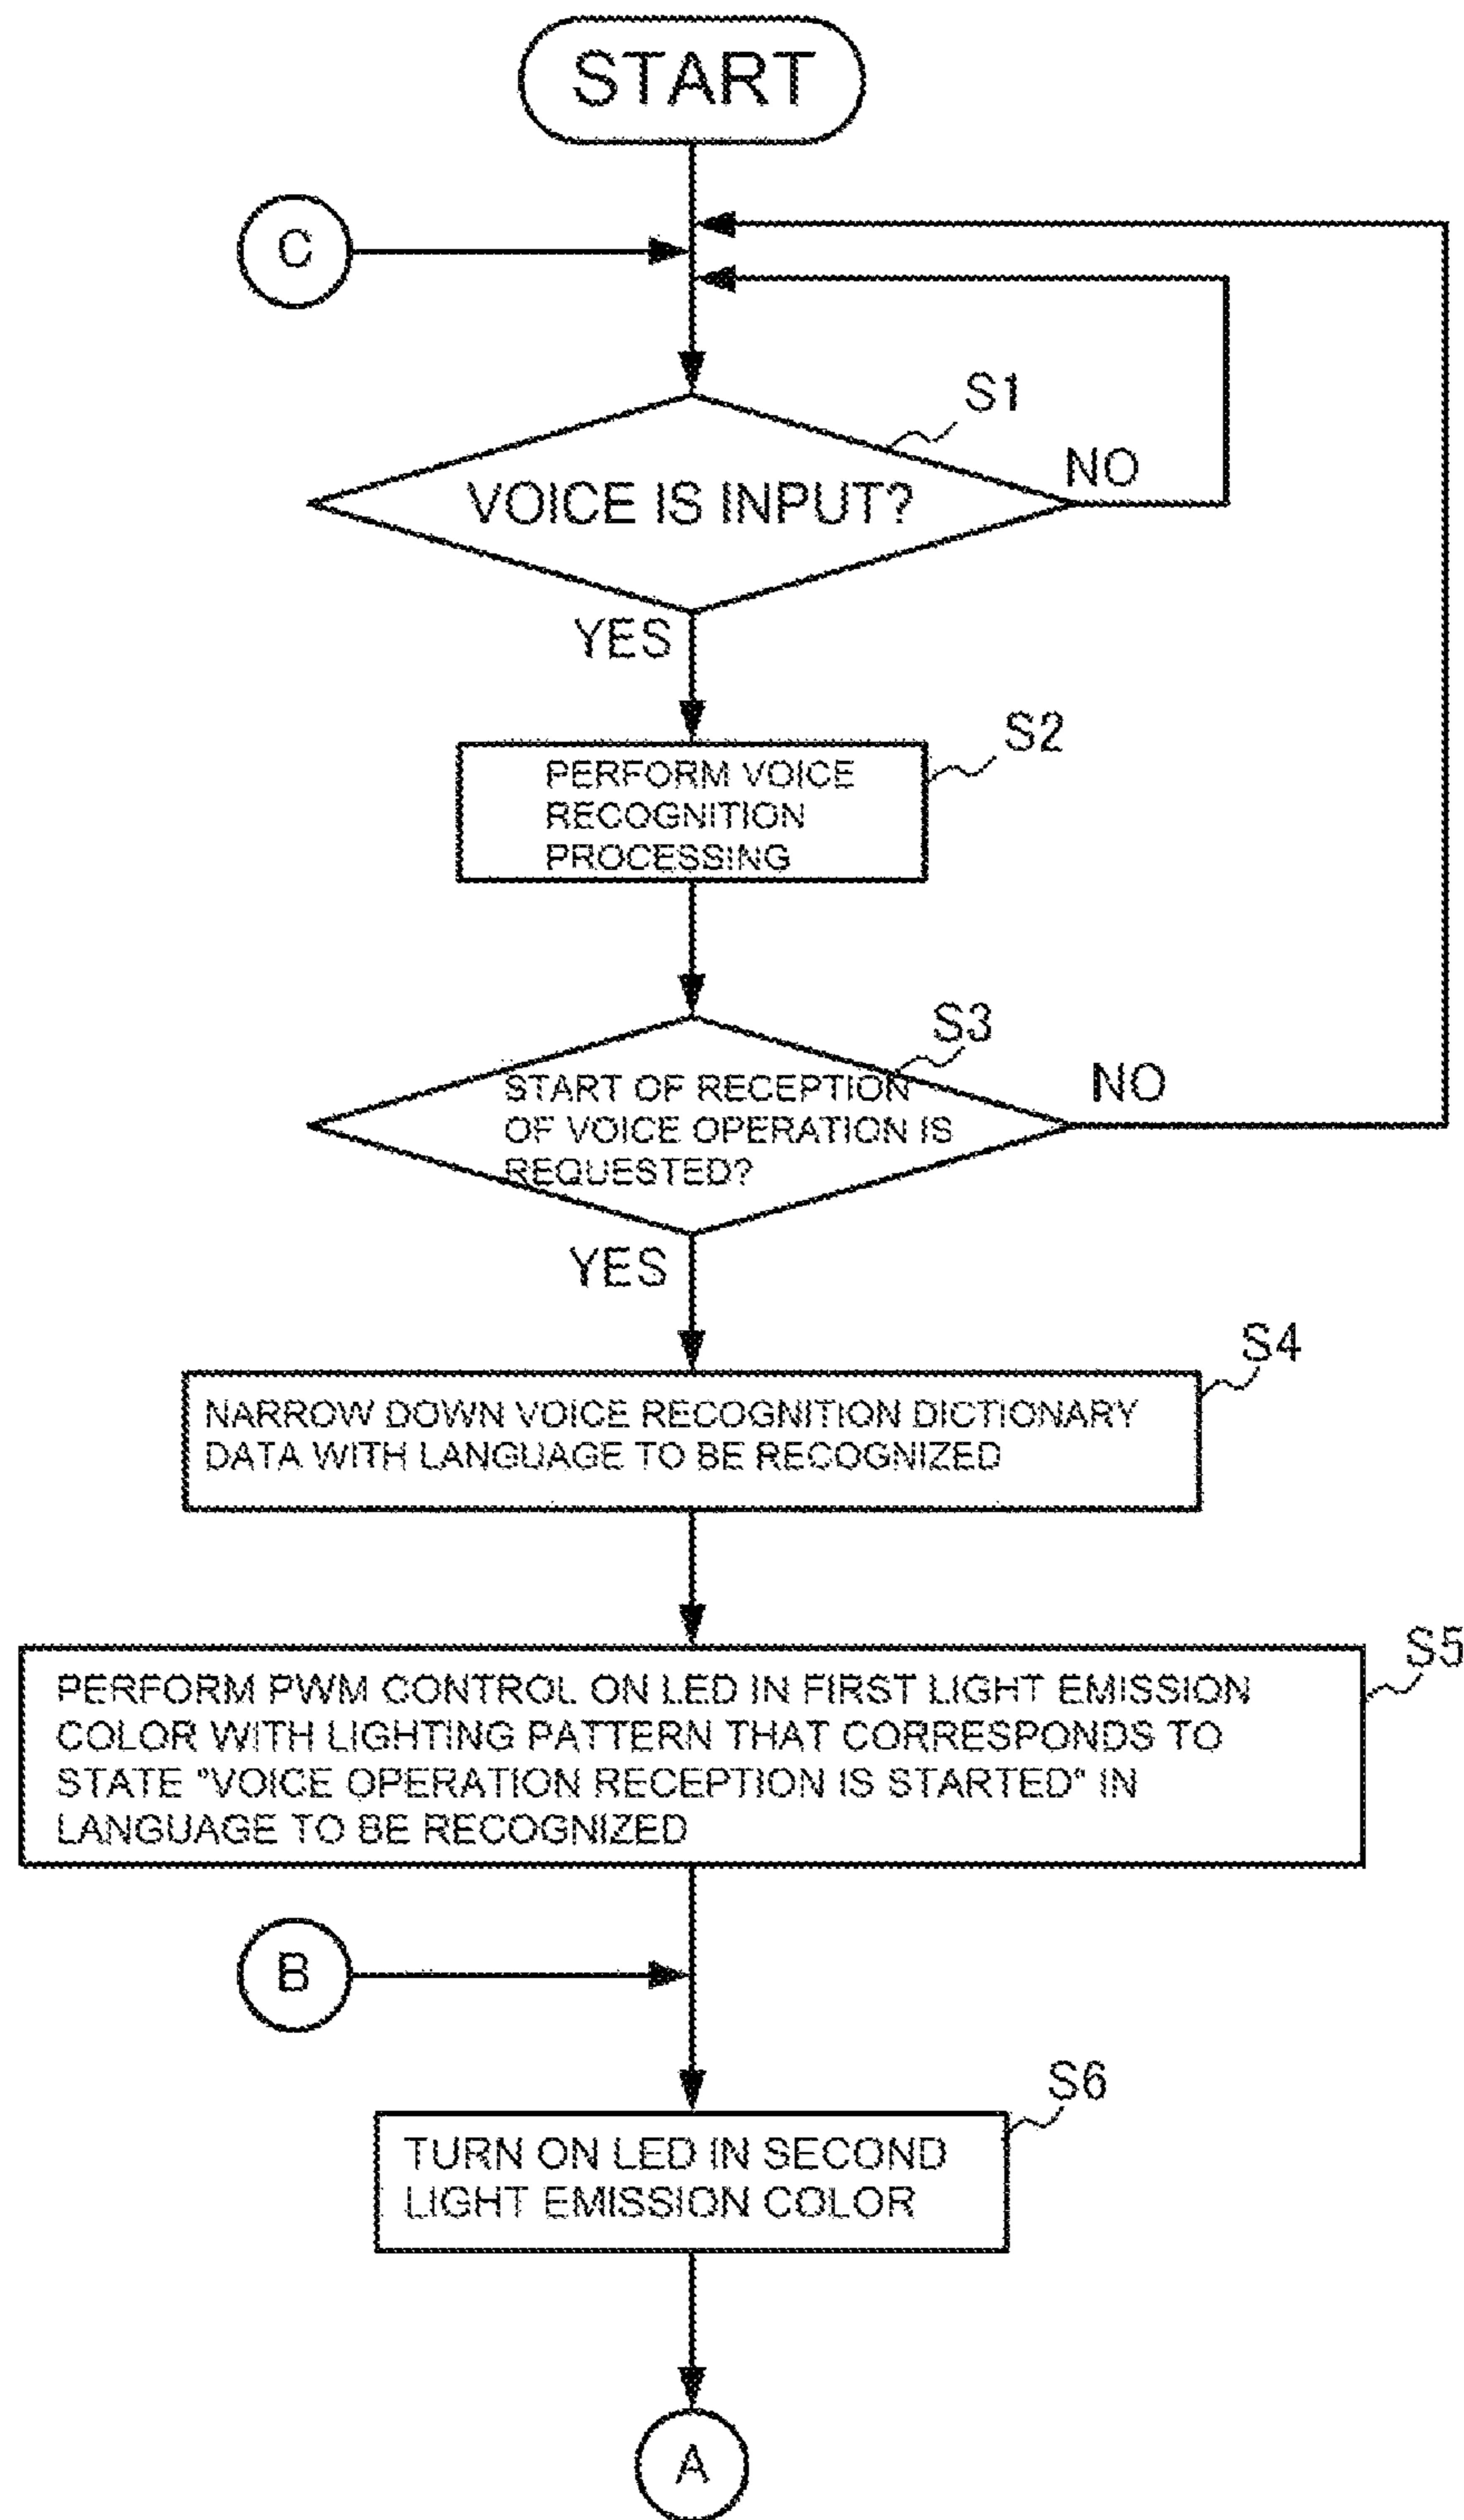 START
C
S1
NO
VOICE IS INPUT?
YES
S2
PERFORM VOICE
RECOGNITION
PROCESSING
S3
NO
START OF RECEPTION
OF VOICE OPERATION IS
REQUESTED?
YES
S4
NARROW DOWN VOICE RECOGNITION DICTIONARY
DATA WITH LANGUAGE TO BE RECOGNIZED
S5
PERFORM PWM CONTROL ON LED IN FIRST LIGHT EMISSION
COLOR WITH LIGHTING PATTERN THAT CORRESPONDS TO
STATE "VOICE OPERATION RECEPTION IS STARTED" IN
LANGUAGE TO BE RECOGNIZED
B
S6
TURN ON LED IN SECOND
LIGHT EMISSION COLOR
A